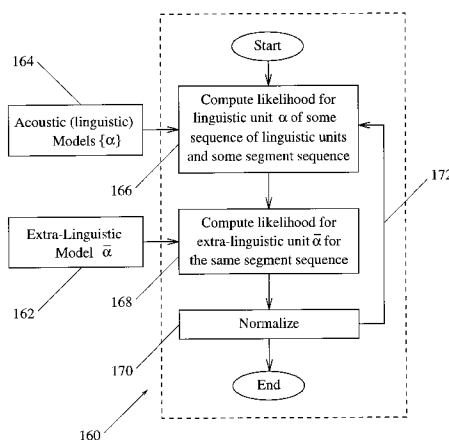 Start
164
Compute likelihood for
linguistic unit α of some
sequence of linguistic units
and some segment sequence
Acoustic (linguistic)
Models {α}
166
172
Compute likelihood for
extra-linguistic unit ᾱ for
the same segment sequence
Extra-Linguistic
Model ᾱ
162
168
Normalize
170
End
160